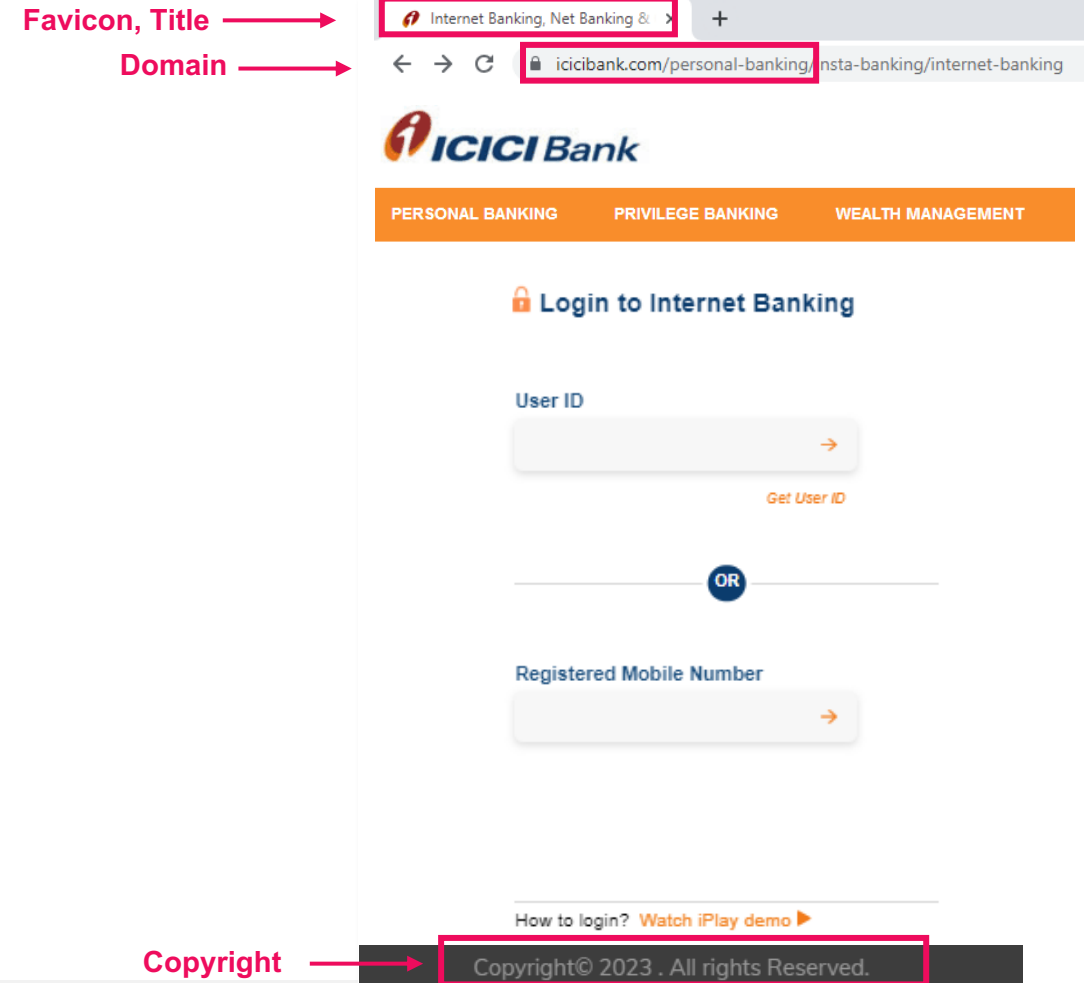 Favicon, Title
Internet Banking, Net Banking &
Domain
icicibank.com/personal-banking/insta-banking/internet-banking
ICICI Bank
PERSONAL BANKING PRIVILEGE BANKING WEALTH MANAGEMENT
Login to Internet Banking
User ID
Get User ID
OR
Registered Mobile Number
How to login? Watch iPlay demo
Copyright
Copyright© 2023 . All rights Reserved.